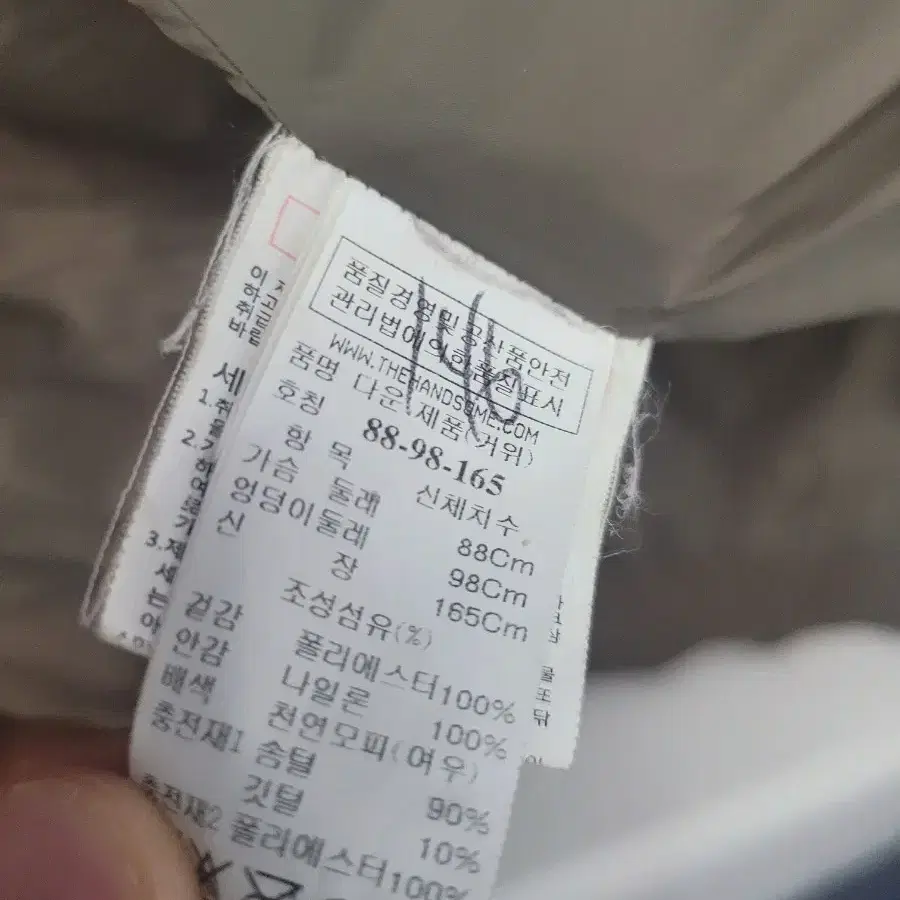 품질경영및공산품안전
관리법에의한품질표시
WWW.THEHANDSOME.COM
품명 다운 제품(거위)
호칭 88-98-165
항 목 신체치수
가슴 둘레 88Cm
엉덩이둘레 98Cm
신 장 165Cm
조성섬유(%)
겉감 폴리에스터100%
안감 나일론 100%
배색 천연모피(여우)
충전재1 솜털 90%
깃털 10%
충전재2 폴리에스터100%
세
1.
2.
3.제